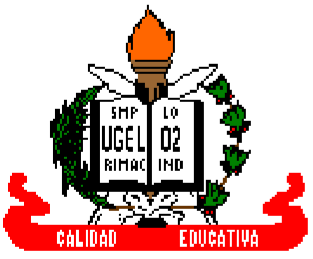 SMP LO
UGEL 02
RIMAC IND
CALIDAD EDUCATIVA